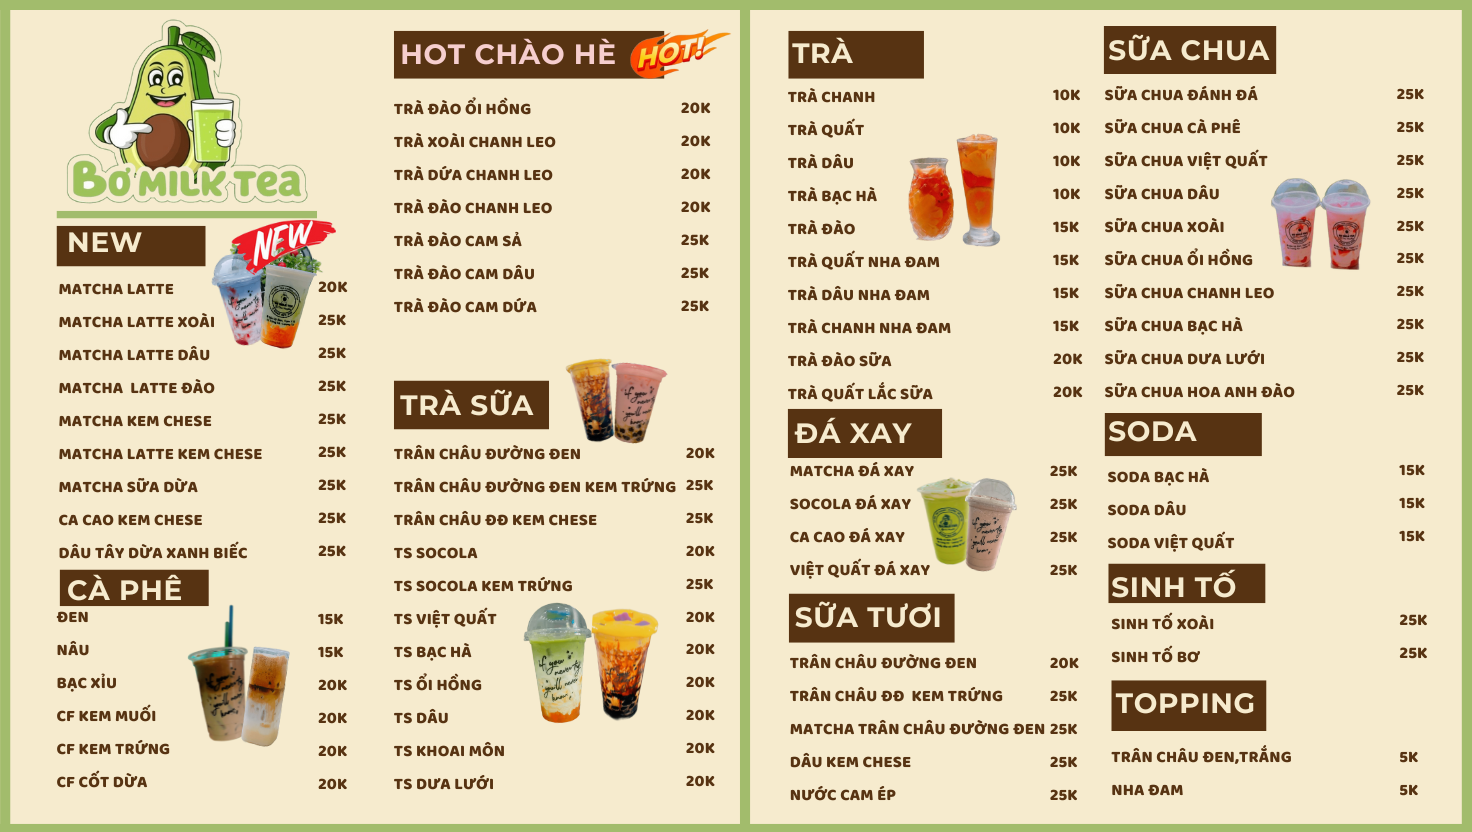 Bơ MILK Tea
NEW
NEW
MATCHA LATTE 20K
MATCHA LATTE XOÀI 25K
MATCHA LATTE DÂU 25K
MATCHA LATTE ĐÀO 25K
MATCHA KEM CHESE 25K
MATCHA LATTE KEM CHESE 25K
MATCHA SỮA DỪA 25K
CA CAO KEM CHESE 25K
DÂU TÂY DỪA XANH BIẾC 25K
CÀ PHÊ
ĐEN 15K
NÂU 15K
BẠC XỈU 20K
CF KEM MUỐI 20K
CF KEM TRỨNG 20K
CF CỐT DỪA 20K
HOT CHÀO HÈ HOT!
TRÀ ĐÀO ỔI HỒNG 20K
TRÀ XOÀI CHANH LEO 20K
TRÀ DỨA CHANH LEO 20K
TRÀ ĐÀO CHANH LEO 20K
TRÀ ĐÀO CAM SẢ 25K
TRÀ ĐÀO CAM DÂU 25K
TRÀ ĐÀO CAM DỨA 25K
TRÀ SỮA
TRÂN CHÂU ĐƯỜNG ĐEN 20K
TRÂN CHÂU ĐƯỜNG ĐEN KEM TRỨNG 25K
TRÂN CHÂU ĐĐ KEM CHESE 25K
TS SOCOLA 20K
TS SOCOLA KEM TRỨNG 25K
TS VIỆT QUẤT 20K
TS BẠC HÀ 20K
TS ỔI HỒNG 20K
TS DÂU 20K
TS KHOAI MÔN 20K
TS DƯA LƯỚI 20K
TRÀ
TRÀ CHANH 10K
TRÀ QUẤT 10K
TRÀ DÂU 10K
TRÀ BẠC HÀ 10K
TRÀ ĐÀO 15K
TRÀ QUẤT NHA ĐAM 15K
TRÀ DÂU NHA ĐAM 15K
TRÀ CHANH NHA ĐAM 15K
TRÀ ĐÀO SỮA 20K
TRÀ QUẤT LẮC SỮA 20K
ĐÁ XAY
MATCHA ĐÁ XAY 25K
SOCOLA ĐÁ XAY 25K
CA CAO ĐÁ XAY 25K
VIỆT QUẤT ĐÁ XAY 25K
SỮA TƯƠI
TRÂN CHÂU ĐƯỜNG ĐEN 20K
TRÂN CHÂU ĐĐ KEM TRỨNG 25K
MATCHA TRÂN CHÂU ĐƯỜNG ĐEN 25K
DÂU KEM CHESE 25K
NƯỚC CAM ÉP 25K
SỮA CHUA
SỮA CHUA ĐÁNH ĐÁ 25K
SỮA CHUA CÀ PHÊ 25K
SỮA CHUA VIỆT QUẤT 25K
SỮA CHUA DÂU 25K
SỮA CHUA XOÀI 25K
SỮA CHUA ỔI HỒNG 25K
SỮA CHUA CHANH LEO 25K
SỮA CHUA BẠC HÀ 25K
SỮA CHUA DƯA LƯỚI 25K
SỮA CHUA HOA ANH ĐÀO 25K
SODA
SODA BẠC HÀ 15K
SODA DÂU 15K
SODA VIỆT QUẤT 15K
SINH TỐ
SINH TỐ XOÀI 25K
SINH TỐ BƠ 25K
TOPPING
TRÂN CHÂU ĐEN,TRẮNG 5K
NHA ĐAM 5K